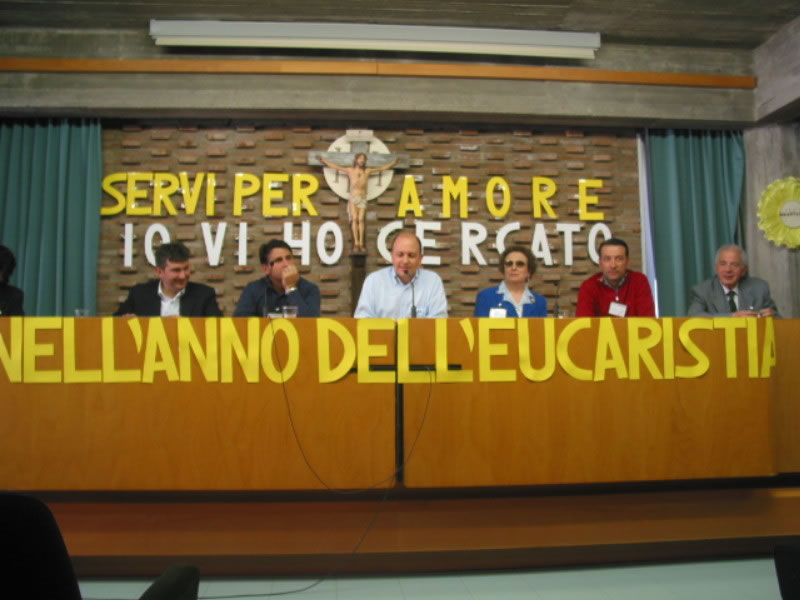 SERVI PER AMORE
IO VI HO CERCATO
NELL'ANNO DELL'EUCARISTIA